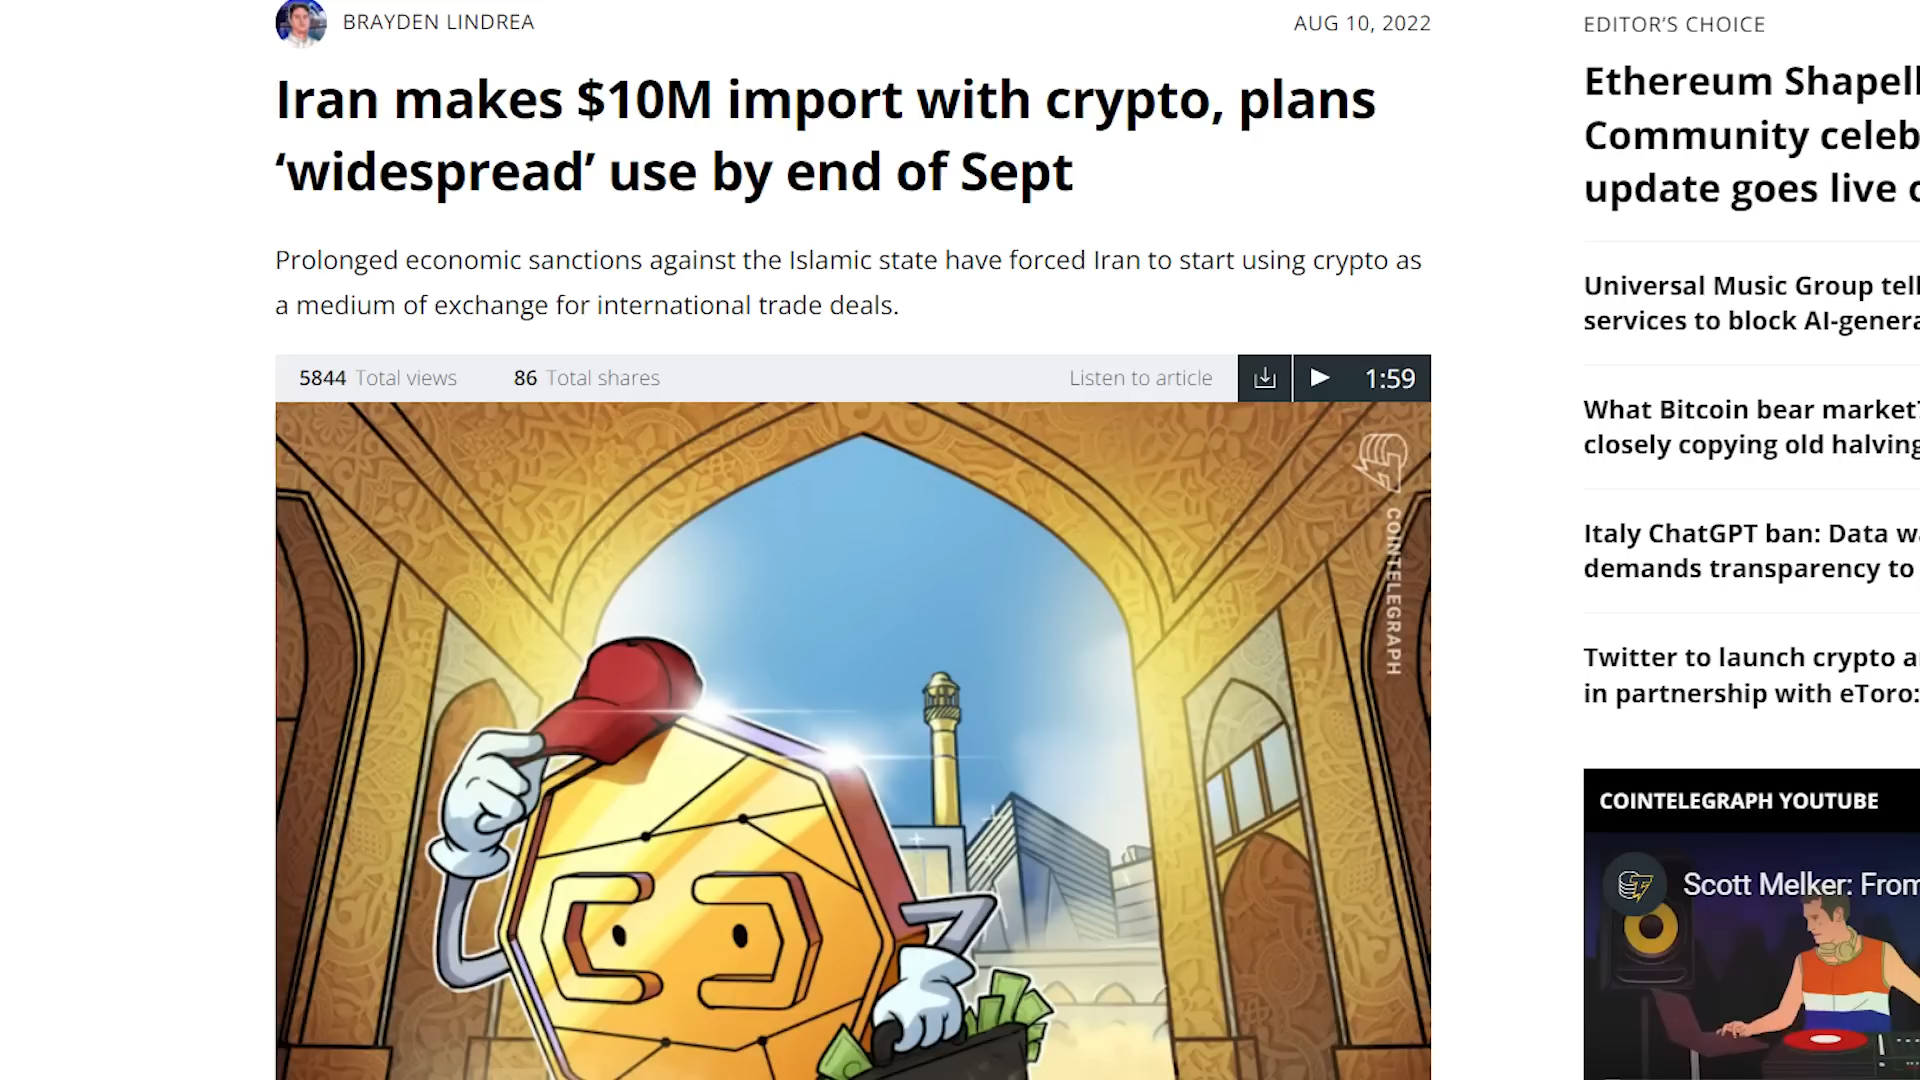 BRAYDEN LINDREA
AUG 10, 2022
Iran makes $10M import with crypto, plans
‘widespread’ use by end of Sept
Prolonged economic sanctions against the Islamic state have forced Iran to start using crypto as
a medium of exchange for international trade deals.
5844 Total views 86 Total shares Listen to article 1:59
COINTELEGRAPH
EDITOR’S CHOICE
Ethereum Shapell
Community celeb
update goes live
Universal Music Group tell
services to block AI-genera
What Bitcoin bear market?
closely copying old halving
Italy ChatGPT ban: Data wa
demands transparency to
Twitter to launch crypto a
in partnership with eToro:
COINTELEGRAPH YOUTUBE
Scott Melker: From